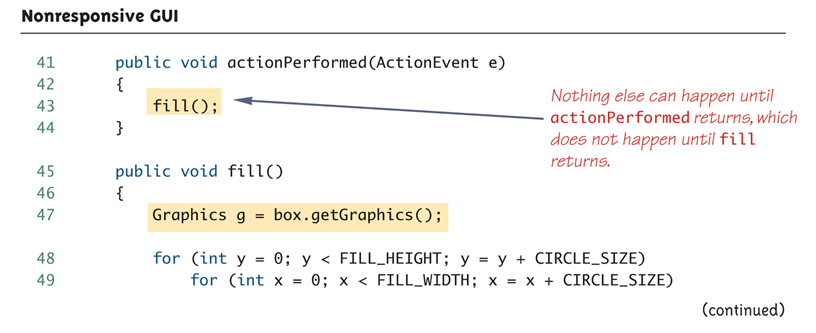 Nonresponsive GUI
41 public void actionPerformed(ActionEvent e)
42 {
43 fill();
44 }
Nothing else can happen until
actionPerformed returns, which
does not happen until fill
returns.
45 public void fill()
46 {
47 Graphics g = box.getGraphics();
48 for (int y = 0; y < FILL_HEIGHT; y = y + CIRCLE_SIZE)
49 for (int x = 0; x < FILL_WIDTH; x = x + CIRCLE_SIZE)
(continued)